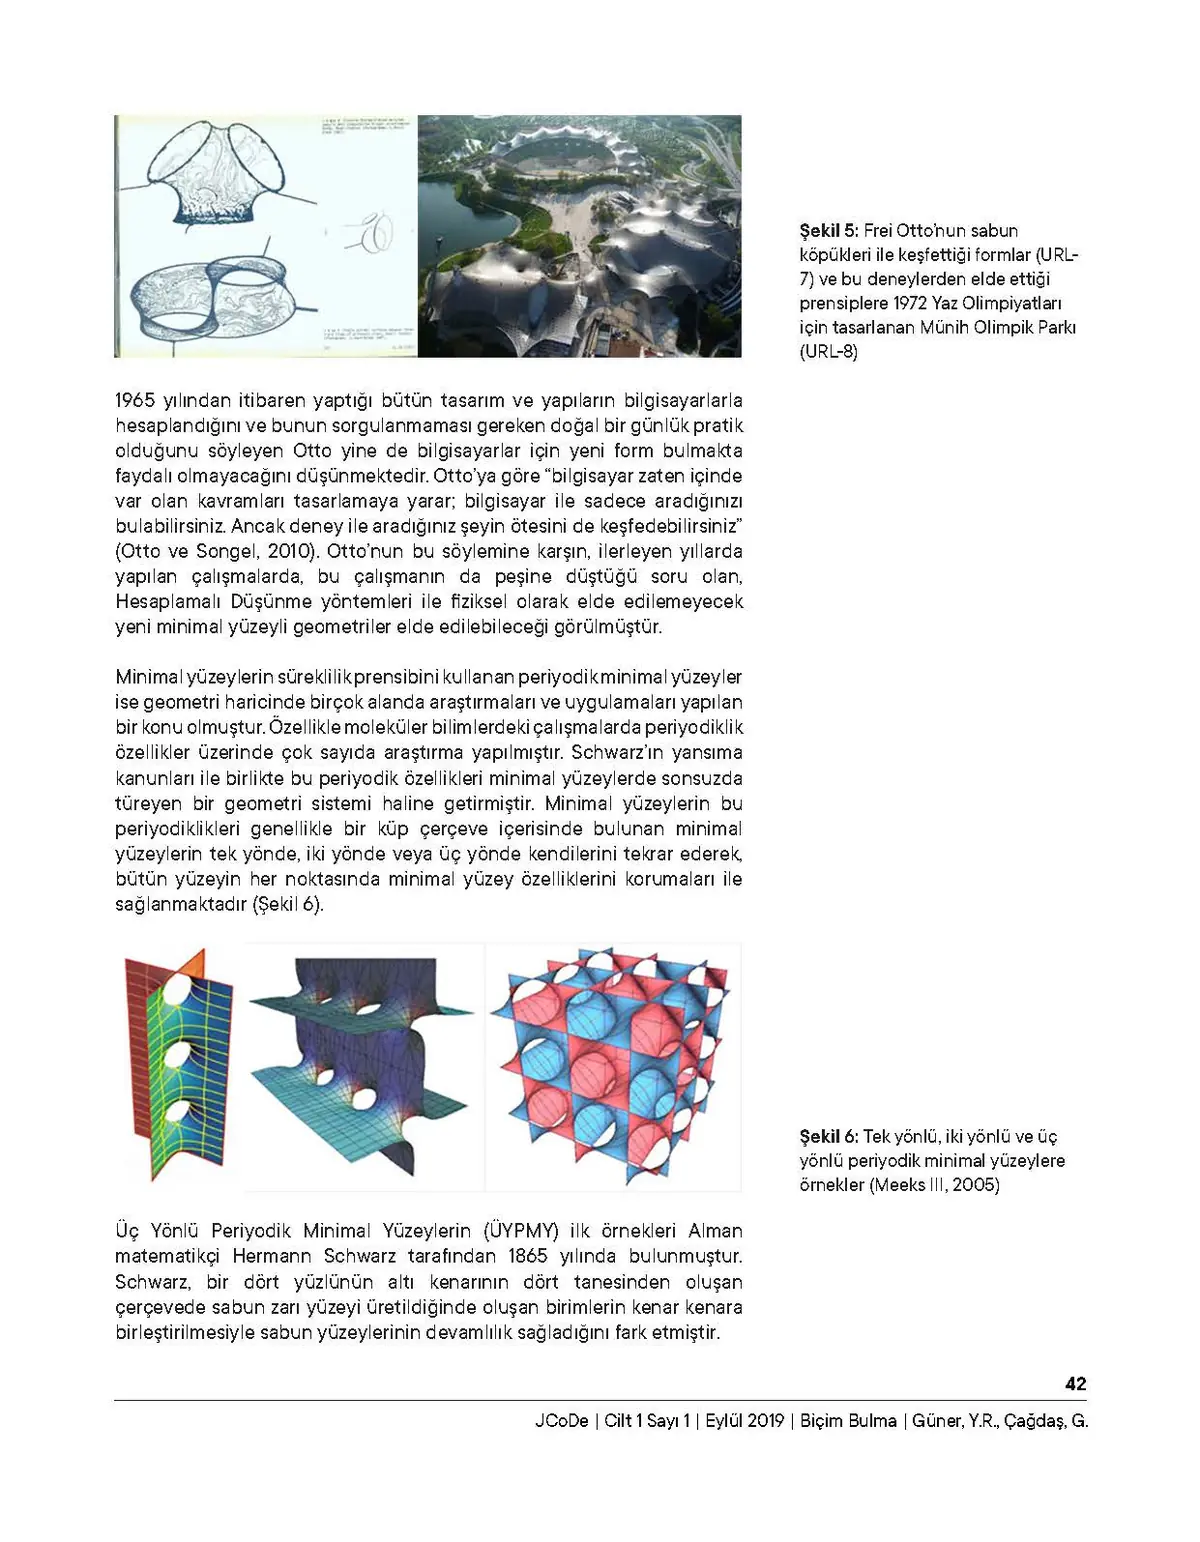 Şekil 5: Frei Otto’nun sabun
köpükleri ile keşfettiği formlar (URL-
7) ve bu deneylerden elde ettiği
prensiplere 1972 Yaz Olimpiyatları
için tasarlanan Münih Olimpik Parkı
(URL-8)
1965 yılından itibaren yaptığı bütün tasarım ve yapıların bilgisayarlarla
hesaplandığını ve bunun sorgulanmaması gereken doğal bir günlük pratik
olduğunu söyleyen Otto yine de bilgisayarlar için yeni form bulmakta
faydalı olmayacağını düşünmektedir. Otto’ya göre “bilgisayar zaten içinde
var olan kavramları tasarlamaya yarar; bilgisayar ile sadece aradığınızı
bulabilirsiniz. Ancak deney ile aradığınız şeyin ötesini de keşfedebilirsiniz”
(Otto ve Songel, 2010). Otto’nun bu söylemine karşın, ilerleyen yıllarda
yapılan çalışmalarda, bu çalışmanın da peşine düştüğü soru olan,
Hesaplamalı Düşünme yöntemleri ile fiziksel olarak elde edilemeyecek
yeni minimal yüzeyli geometriler elde edilebileceği görülmüştür.
Minimal yüzeylerin süreklilik prensibini kullanan periyodik minimal yüzeyler
ise geometri haricinde birçok alanda araştırmaları ve uygulamaları yapılan
bir konu olmuştur. Özellikle moleküler bilimlerdeki çalışmalarda periyodiklik
özellikler üzerinde çok sayıda araştırma yapılmıştır. Schwarz’ın yansıma
kanunları ile birlikte bu periyodik özellikleri minimal yüzeylerde sonsuzda
türeyen bir geometri sistemi haline getirmiştir. Minimal yüzeylerin bu
periyodiklikleri genellikle bir küp çerçeve içerisinde bulunan minimal
yüzeylerin tek yönde, iki yönde veya üç yönde kendilerini tekrar ederek,
bütün yüzeyin her noktasında minimal yüzey özelliklerini korumaları ile
sağlanmaktadır (Şekil 6).
Şekil 6: Tek yönlü, iki yönlü ve üç
yönlü periyodik minimal yüzeylere
örnekler (Meeks III, 2005)
Üç Yönlü Periyodik Minimal Yüzeylerin (ÜYPMY) ilk örnekleri Alman
matematikçi Hermann Schwarz tarafından 1865 yılında bulunmuştur.
Schwarz, bir dört yüzlünün altı kenarının dört tanesinden oluşan
çerçevede sabun zarı yüzeyi üretildiğinde oluşan birimlerin kenar kenara
birleştirilmesiyle sabun yüzeylerinin devamlılık sağladığını fark etmiştir.
42
JCoDe | Cilt 1 Sayı 1 | Eylül 2019 | Biçim Bulma | Güner, Y.R., Çağdaş, G.